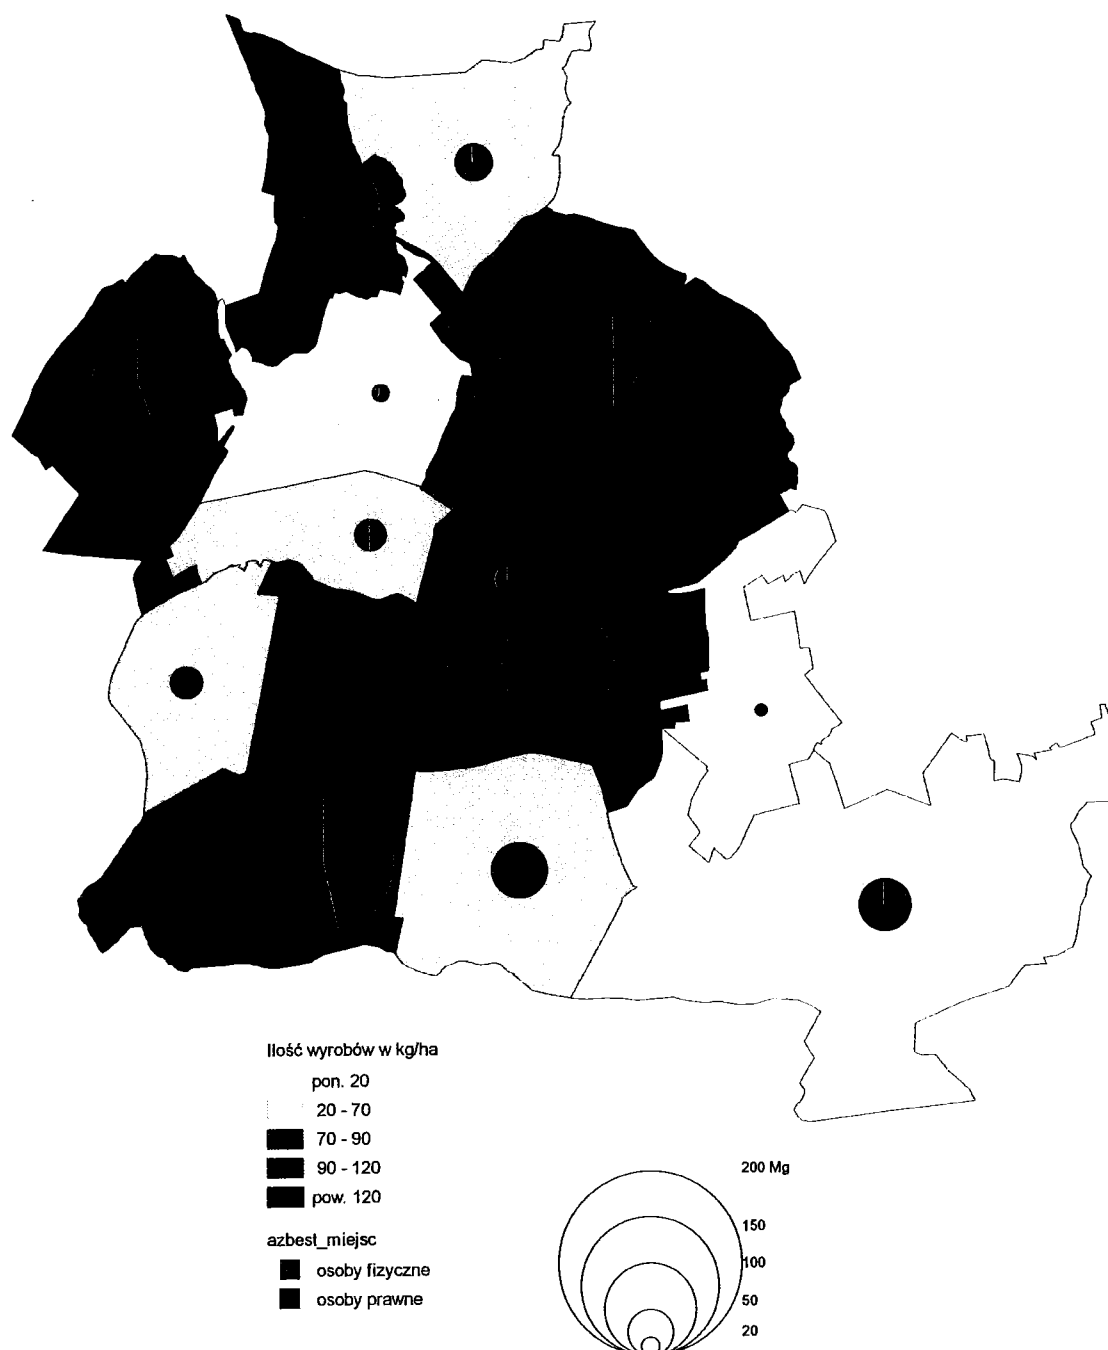 Ilość wyrobów w kg/ha
pon. 20
20 - 70
70 - 90
90 - 120
pow. 120
azbest_miejsc
osoby fizyczne
osoby prawne
200 Mg
150
100
50
20